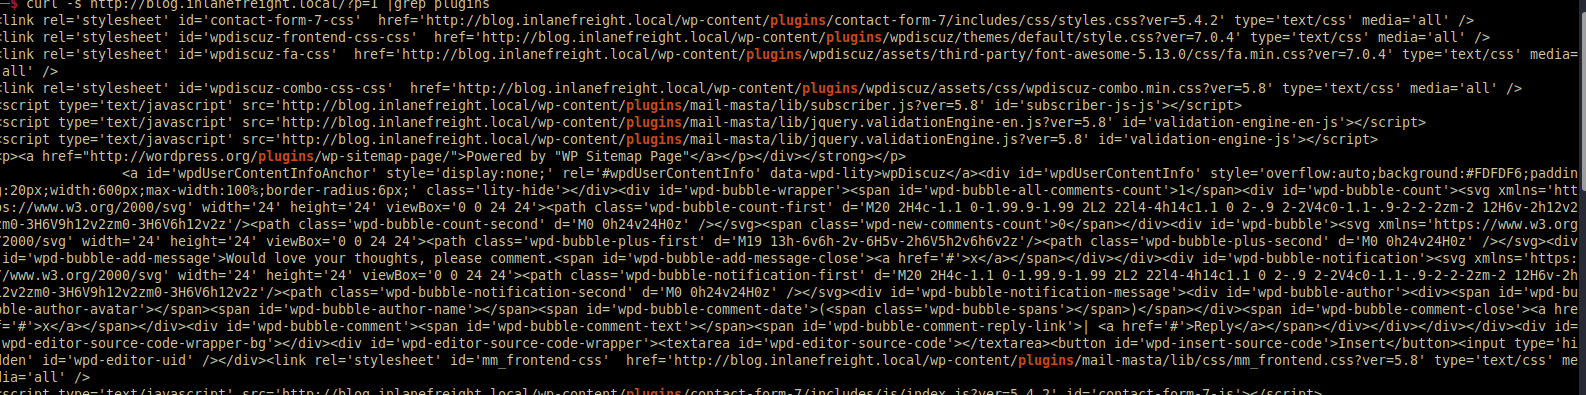 ─$ curl -s http://blog.inlanefreight.local/?p=1 |grep plugins
<link rel='stylesheet' id='contact-form-7-css'  href='http://blog.inlanefreight.local/wp-content/plugins/contact-form-7/includes/css/styles.css?ver=5.4.2' type='text/css' media='all' />
<link rel='stylesheet' id='wpdiscuz-frontend-css-css'  href='http://blog.inlanefreight.local/wp-content/plugins/wpdiscuz/themes/default/style.css?ver=7.0.4' type='text/css' media='all' />
<link rel='stylesheet' id='wpdiscuz-fa-css'  href='http://blog.inlanefreight.local/wp-content/plugins/wpdiscuz/assets/third-party/font-awesome-5.13.0/css/fa.min.css?ver=7.0.4' type='text/css' media=
'all' />
<link rel='stylesheet' id='wpdiscuz-combo-css-css'  href='http://blog.inlanefreight.local/wp-content/plugins/wpdiscuz/assets/css/wpdiscuz-combo.min.css?ver=5.8' type='text/css' media='all' />
<script type='text/javascript' src='http://blog.inlanefreight.local/wp-content/plugins/mail-masta/lib/subscriber.js?ver=5.8' id='subscriber-js-js'></script>
<script type='text/javascript' src='http://blog.inlanefreight.local/wp-content/plugins/mail-masta/lib/jquery.validationEngine-en.js?ver=5.8' id='validation-engine-en-js'></script>
<script type='text/javascript' src='http://blog.inlanefreight.local/wp-content/plugins/mail-masta/lib/jquery.validationEngine.js?ver=5.8' id='validation-engine-js'></script>
<p><a href="http://wordpress.org/plugins/wp-sitemap-page/">Powered by "WP Sitemap Page"</a></p></div></strong></p>
<a id='wpdUserContentInfoAnchor' style='display:none;' rel='#wpdUserContentInfo' data-wpd-lity>wpDiscuz</a><div id='wpdUserContentInfo' style='overflow:auto;background:#FDFDF6;paddin
g:20px;width:600px;max-width:100%;border-radius:6px;' class='lity-hide'></div><div id='wpd-bubble-wrapper'><span id='wpd-bubble-all-comments-count'>1</span><div id='wpd-bubble-count'><svg xmlns='htt
ps://www.w3.org/2000/svg' width='24' height='24' viewBox='0 0 24 24'><path class='wpd-bubble-count-first' d='M20 2H4c-1.1 0-1.99.9-1.99 2L2 22l4-4h14c1.1 0 2-.9 2-2V4c0-1.1-.9-2-2-2zm-2 12H6v-2h12v2
zm0-3H6V9h12v2zm0-3H6V6h12v2z'/><path class='wpd-bubble-count-second' d='M0 0h24v24H0z' /></svg><span class='wpd-new-comments-count'>0</span></div><div id='wpd-bubble'><svg xmlns='https://www.w3.org
/2000/svg' width='24' height='24' viewBox='0 0 24 24'><path class='wpd-bubble-plus-first' d='M19 13h-6v6h-2v-6H5v-2h6V5h2v6h6v2z'/><path class='wpd-bubble-plus-second' d='M0 0h24v24H0z' /></svg><div
id='wpd-bubble-add-message'>Would love your thoughts, please comment.<span id='wpd-bubble-add-message-close'><a href='#'>x</a></span></div></div><div id='wpd-bubble-notification'><svg xmlns='https:
//www.w3.org/2000/svg' width='24' height='24' viewBox='0 0 24 24'><path class='wpd-bubble-notification-first' d='M20 2H4c-1.1 0-1.99.9-1.99 2L2 22l4-4h14c1.1 0 2-.9 2-2V4c0-1.1-.9-2-2-2zm-2 12H6v-2h
12v2zm0-3H6V9h12v2zm0-3H6V6h12v2z'/><path class='wpd-bubble-notification-second' d='M0 0h24v24H0z' /></svg><div id='wpd-bubble-notification-message'><div id='wpd-bubble-author'><div><span id='wpd-bu
bble-author-avatar'></span><span id='wpd-bubble-author-name'></span><span id='wpd-bubble-comment-date'>(<span class='wpd-bubble-spans'></span>)</span></div><span id='wpd-bubble-comment-close'><a hre
f='#'>x</a></span></div><div id='wpd-bubble-comment'><span id='wpd-bubble-comment-text'></span><span id='wpd-bubble-comment-reply-link'>| <a href='#'>Reply</a></span></div></div></div></div><div id=
'wpd-editor-source-code-wrapper-bg'></div><div id='wpd-editor-source-code-wrapper'><textarea id='wpd-editor-source-code'></textarea><button id='wpd-insert-source-code'>Insert</button><input type='hi
dden' id='wpd-editor-uid' /></div><link rel='stylesheet' id='mm_frontend-css'  href='http://blog.inlanefreight.local/wp-content/plugins/mail-masta/lib/css/mm_frontend.css?ver=5.8' type='text/css' me
dia='all' />
<script type='text/javascript' src='http://blog.inlanefreight.local/wp-content/plugins/contact-form-7/includes/js/index.js?ver=5.4.2' id='contact-form-7-js'></script>